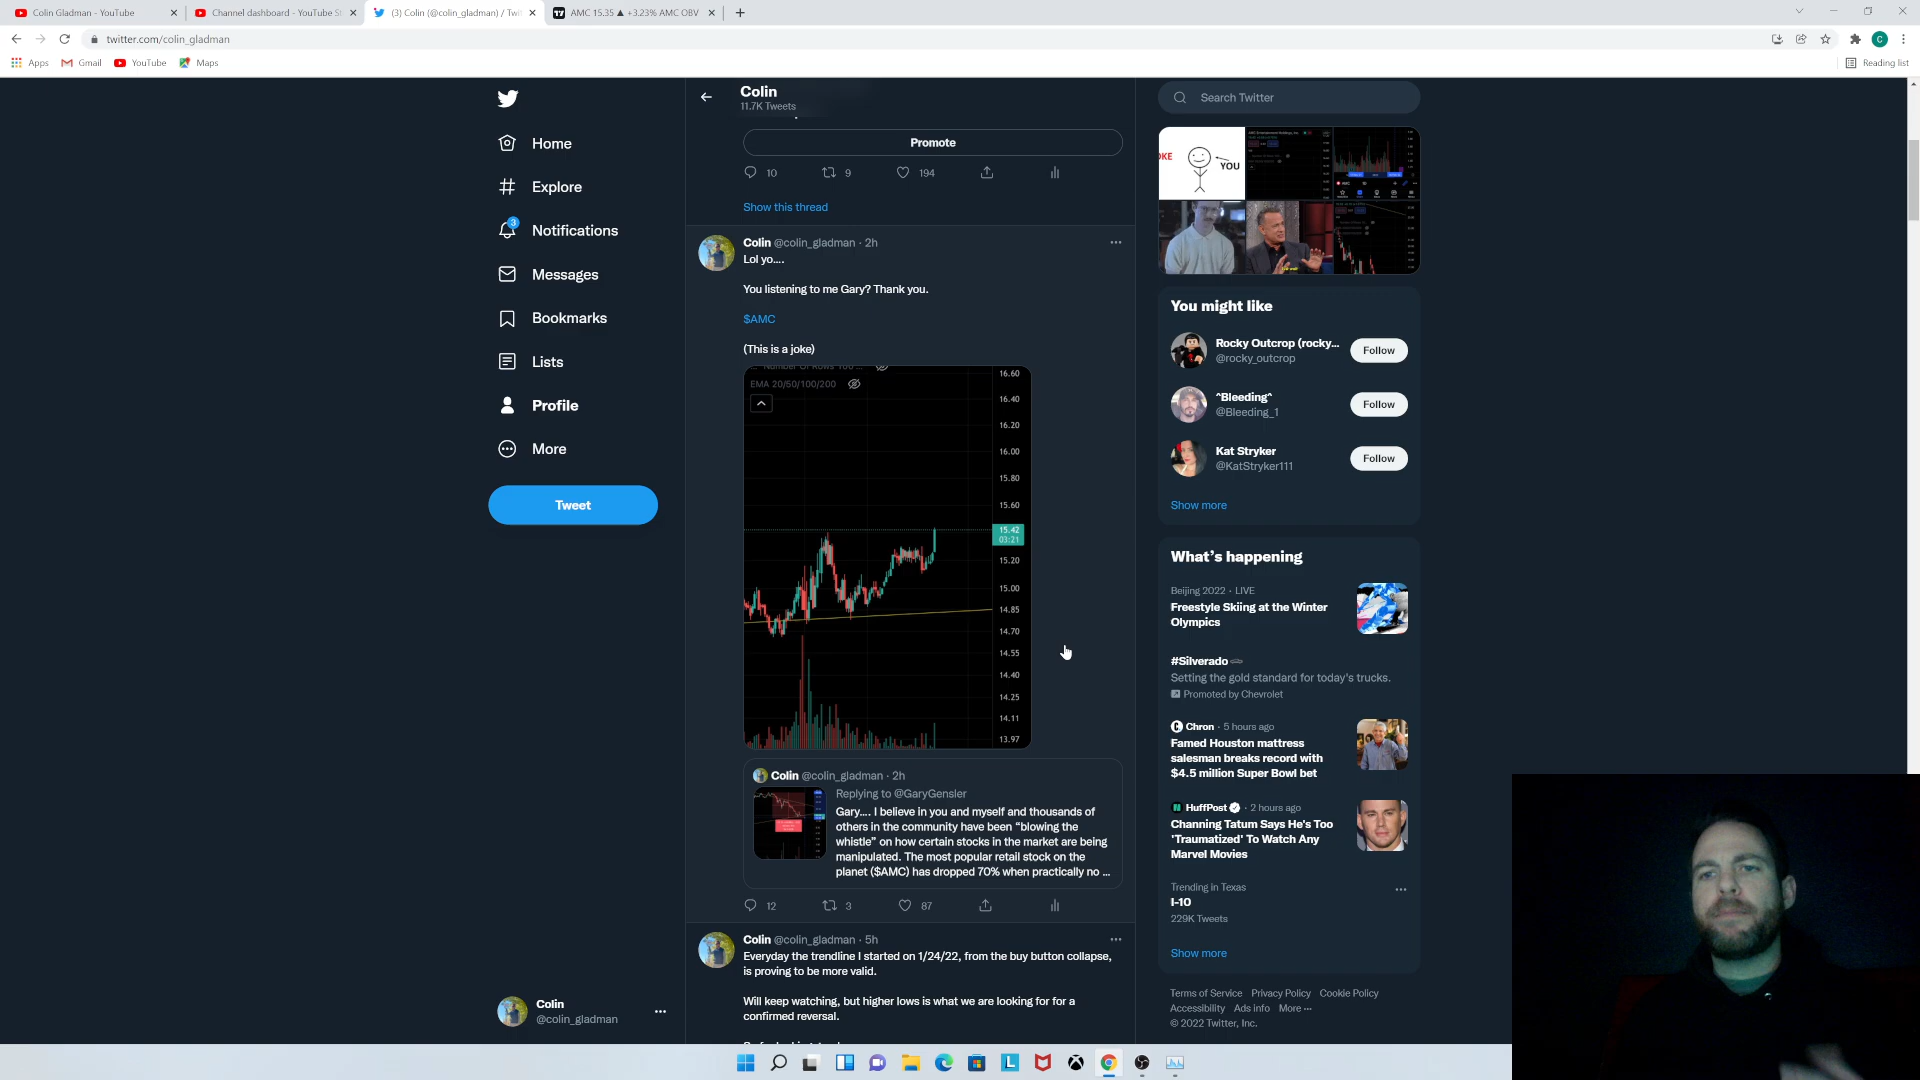 Colin Gladman - YouTube
Channel dashboard - YouTube St
(3) Colin (@colin_gladman) / Twit
AMC 15.35 ▲ +3.23% AMC OBV
twitter.com/colin_gladman
Apps
Gmail
YouTube
Maps
Reading list
Home
Explore
3
Notifications
Messages
Bookmarks
Lists
Profile
More
Tweet
Colin
@colin_gladman
Colin
11.7K Tweets
Promote
10
9
194
Show this thread
Colin @colin_gladman · 2h
Lol yo....
You listening to me Gary? Thank you.
$AMC
(This is a joke)
EMA 20/50/100/200
16.60
16.40
16.20
16.00
15.80
15.60
15.42
03:21
15.20
15.00
14.85
14.70
14.55
14.40
14.25
14.11
13.97
Colin @colin_gladman · 2h
Replying to @GaryGensler
Gary.... I believe in you and myself and thousands of
others in the community have been “blowing the
whistle” on how certain stocks in the market are being
manipulated. The most popular retail stock on the
planet ($AMC) has dropped 70% when practically no ...
12
3
87
Colin @colin_gladman · 5h
Everyday the trendline I started on 1/24/22, from the buy button collapse,
is proving to be more valid.
Will keep watching, but higher lows is what we are looking for for a
confirmed reversal.
Search Twitter
OKE
YOU
You might like
Rocky Outcrop (rocky...
@rocky_outcrop
Follow
^Bleeding^
@Bleeding_1
Follow
Kat Stryker
@KatStryker111
Follow
Show more
What's happening
Beijing 2022 · LIVE
Freestyle Skiing at the Winter
Olympics
#Silverado
Setting the gold standard for today's trucks.
Promoted by Chevrolet
Chron · 5 hours ago
Famed Houston mattress
salesman breaks record with
$4.5 million Super Bowl bet
HuffPost · 2 hours ago
Channing Tatum Says He's Too
'Traumatized' To Watch Any
Marvel Movies
Trending in Texas
I-10
229K Tweets
Show more
Terms of Service Privacy Policy Cookie Policy
Accessibility Ads info More ···
© 2022 Twitter, Inc.